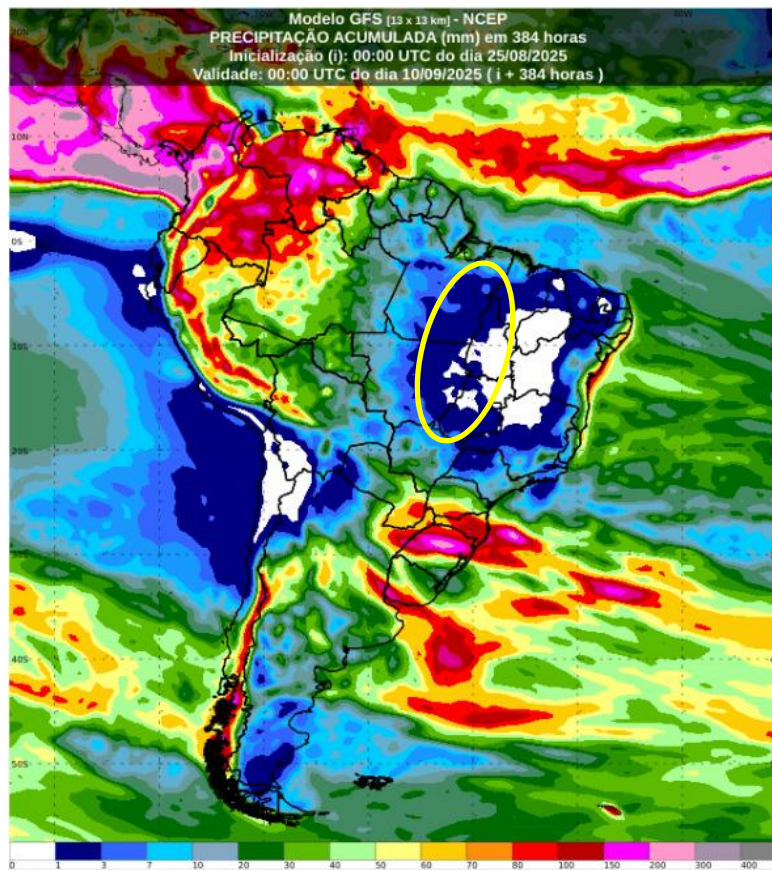 Modelo GFS [13 x 13 km] - NCEP
PRECIPITAÇÃO ACUMULADA (mm) em 384 horas
Inicialização (i): 00:00 UTC do dia 25/08/2025
Validade: 00:00 UTC do dia 10/09/2025 ( i + 384 horas )
10N
10S
20S
40S
50S
0 1 3 7 10 20 30 40 50 60 70 80 100 150 200 300 400